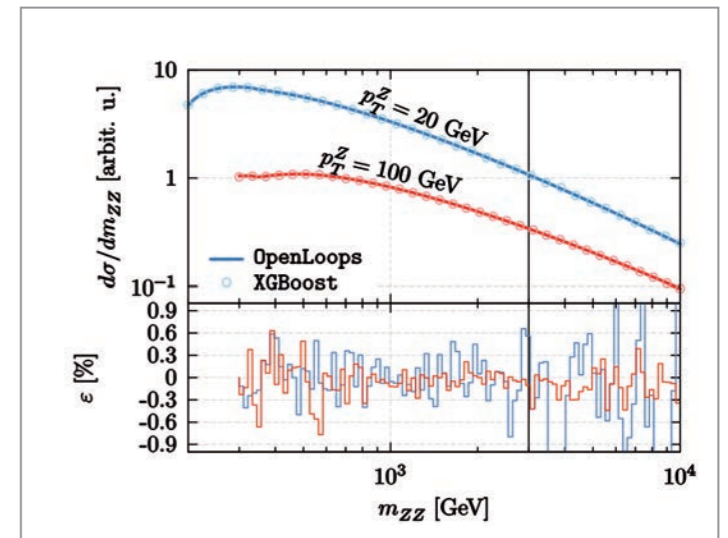 10
1
10⁻¹
dσ/dm_ZZ [arbit. u.]
p_T^Z = 20 GeV
p_T^Z = 100 GeV
OpenLoops
XGBoost
0.9
0.6
0.3
0
-0.3
-0.6
-0.9
ε [%]
10³ 10⁴
m_ZZ [GeV]